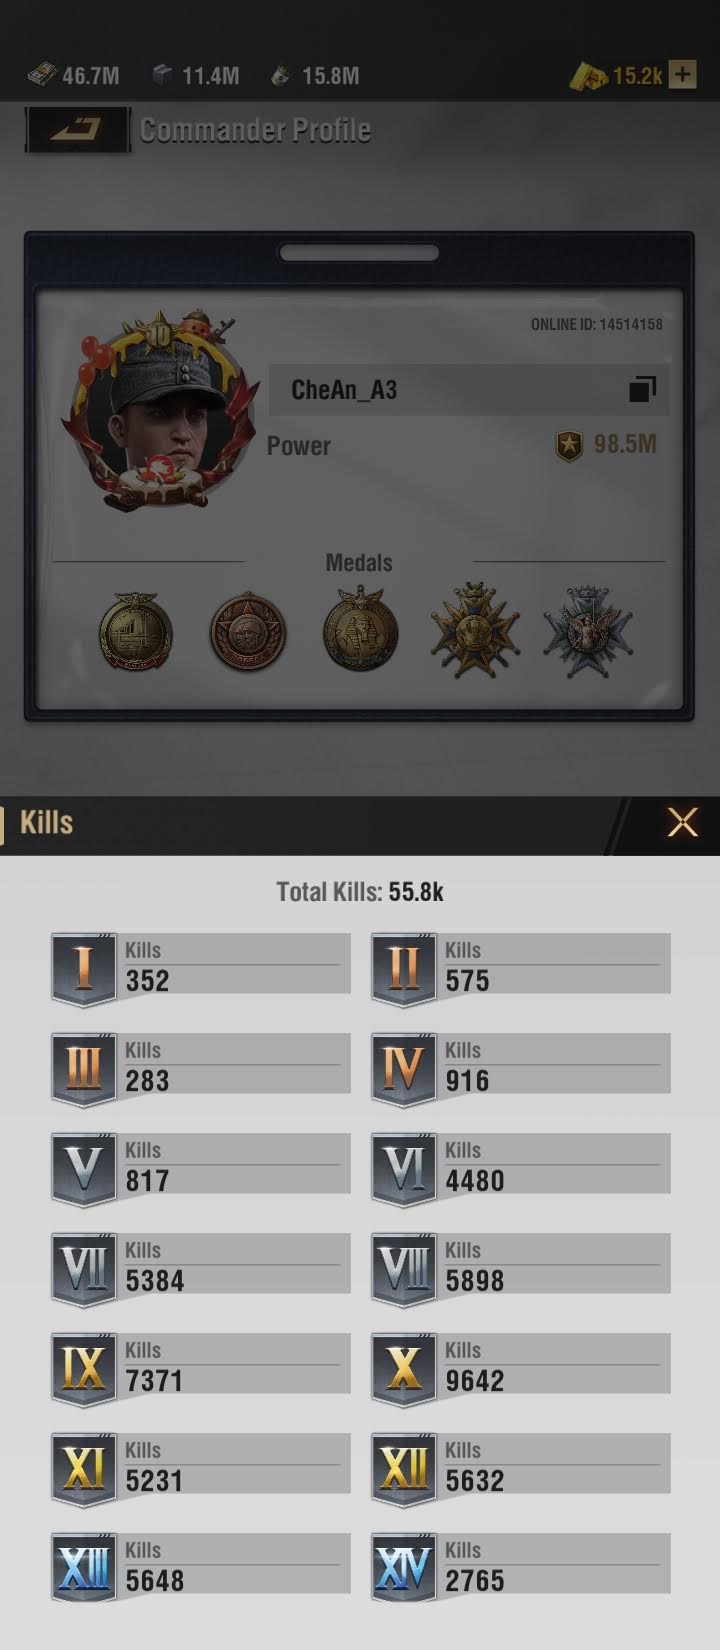 46.7M 11.4M 15.8M 15.2k +
Commander Profile
10
ONLINE ID: 14514158
CheAn_A3
Power 98.5M
Medals
Kills
Total Kills: 55.8k
I Kills 352
II Kills 575
III Kills 283
IV Kills 916
V Kills 817
VI Kills 4480
VII Kills 5384
VIII Kills 5898
IX Kills 7371
X Kills 9642
XI Kills 5231
XII Kills 5632
XIII Kills 5648
XIV Kills 2765